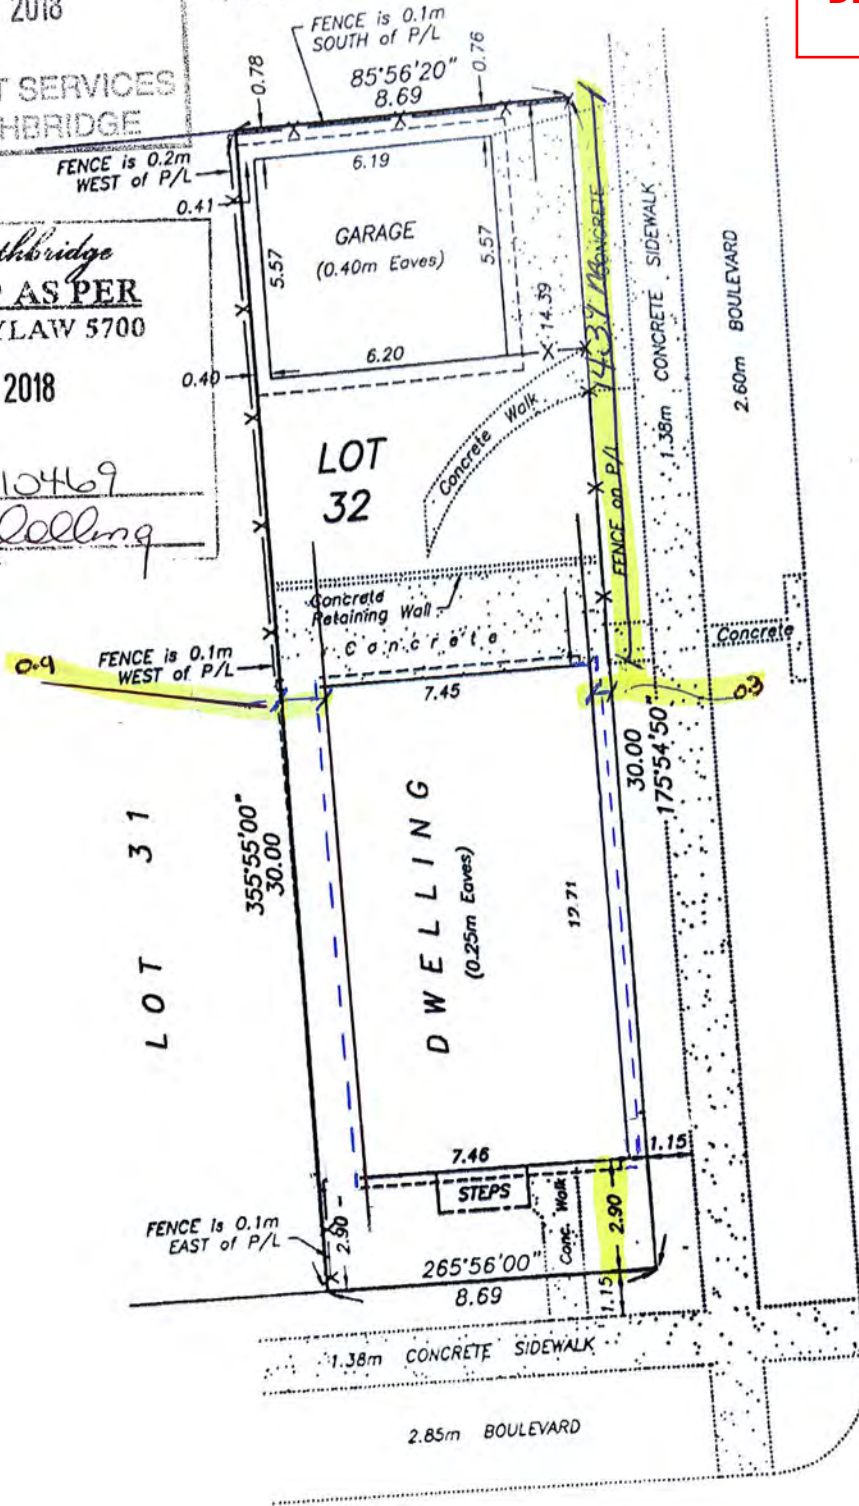 2018
T SERVICES
HBRIDGE
FENCE is 0.1m
SOUTH of P/L
0.78
85°56'20"
8.69
0.76
FENCE is 0.2m
WEST of P/L
0.41
6.19
GARAGE
(0.40m Eaves)
5.57
5.57
6.20
14.39
0.40
thbridge
P AS PER
YLAW 5700
2018
10469
CONCRETE
14.39 m
1.38m CONCRETE SIDEWALK
2.60m BOULEVARD
Concrete Walk
LOT
32
FENCE on P/L
Concrete
Retaining Wall
Concrete
Concrete
FENCE is 0.1m
WEST of P/L
0.9
7.45
0.3
30.00
175°54'50"
355°55'00"
30.00
LOT 31
DWELLING
(0.25m Eaves)
12.71
7.46
STEPS
Conc. Walk
2.90
1.15
FENCE is 0.1m
EAST of P/L
2.90
265°56'00"
8.69
1.15
1.38m CONCRETE SIDEWALK
2.85m BOULEVARD